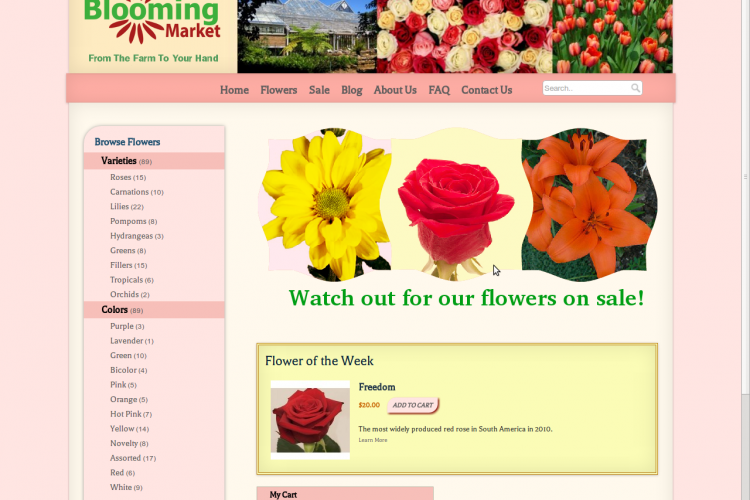 Blooming
Market
From The Farm To Your Hand
Home Flowers Sale Blog About Us FAQ Contact Us Search...
Browse Flowers
Varieties (89)
Roses (15)
Carnations (10)
Lilies (22)
Pompoms (8)
Hydrangeas (3)
Greens (8)
Fillers (15)
Tropicals (6)
Orchids (2)
Colors (89)
Purple (3)
Lavender (1)
Green (10)
Bicolor (4)
Pink (5)
Orange (5)
Hot Pink (7)
Yellow (14)
Novelty (8)
Assorted (17)
Red (6)
White (9)
Watch out for our flowers on sale!
Flower of the Week
Freedom
$20.00 ADD TO CART
The most widely produced red rose in South America in 2010.
Learn More
My Cart